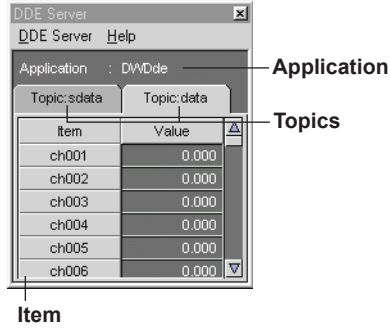 DDE Server
DDE Server Help
Application : DWDde
Application
Topic:sdata Topic:data
Topics
Item Value
ch001 0.000
ch002 0.000
ch003 0.000
ch004 0.000
ch005 0.000
ch006 0.000
Item